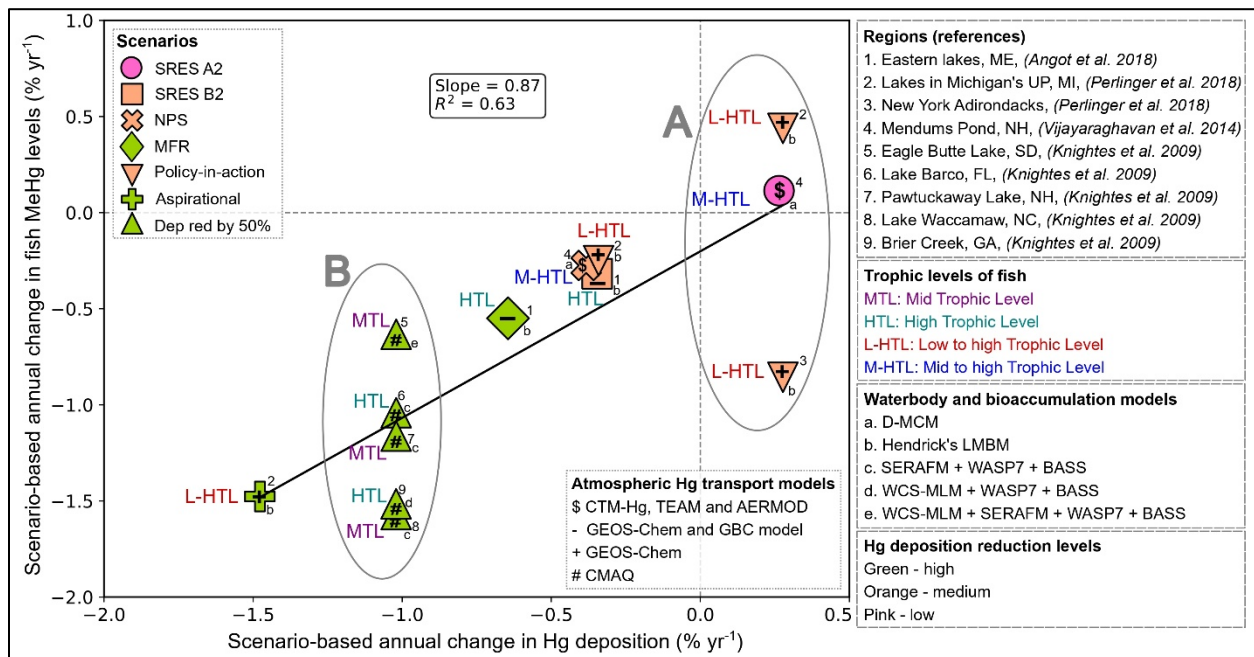 Scenario-based annual change in fish MeHg levels (% yr⁻¹)
1.0
0.5
0.0
−0.5
−1.0
−1.5
−2.0
Scenarios
SRES A2
SRES B2
NPS
MFR
Policy-in-action
Aspirational
Dep red by 50%
Slope = 0.87
R² = 0.63
A
L-HTL + 2 b
M-HTL $ 4 a
L-HTL + 3 b
L-HTL + 2 b
M-HTL $ 4 a
HTL - 1 b
HTL - 1 b
B
MTL # 5 e
HTL # 6 c
MTL # 7 c
HTL # 9 d
MTL # 8 c
L-HTL + 2 b
Atmospheric Hg transport models
$ CTM-Hg, TEAM and AERMOD
- GEOS-Chem and GBC model
+ GEOS-Chem
# CMAQ
−2.0 −1.5 −1.0 −0.5 0.0 0.5
Scenario-based annual change in Hg deposition (% yr⁻¹)
Regions (references)
1. Eastern lakes, ME, (Angot et al. 2018)
2. Lakes in Michigan's UP, MI, (Perlinger et al. 2018)
3. New York Adirondacks, (Perlinger et al. 2018)
4. Mendums Pond, NH, (Vijayaraghavan et al. 2014)
5. Eagle Butte Lake, SD, (Knightes et al. 2009)
6. Lake Barco, FL, (Knightes et al. 2009)
7. Pawtuckaway Lake, NH, (Knightes et al. 2009)
8. Lake Waccamaw, NC, (Knightes et al. 2009)
9. Brier Creek, GA, (Knightes et al. 2009)
Trophic levels of fish
MTL: Mid Trophic Level
HTL: High Trophic Level
L-HTL: Low to high Trophic Level
M-HTL: Mid to high Trophic Level
Waterbody and bioaccumulation models
a. D-MCM
b. Hendrick's LMBM
c. SERAFM + WASP7 + BASS
d. WCS-MLM + WASP7 + BASS
e. WCS-MLM + SERAFM + WASP7 + BASS
Hg deposition reduction levels
Green - high
Orange - medium
Pink - low